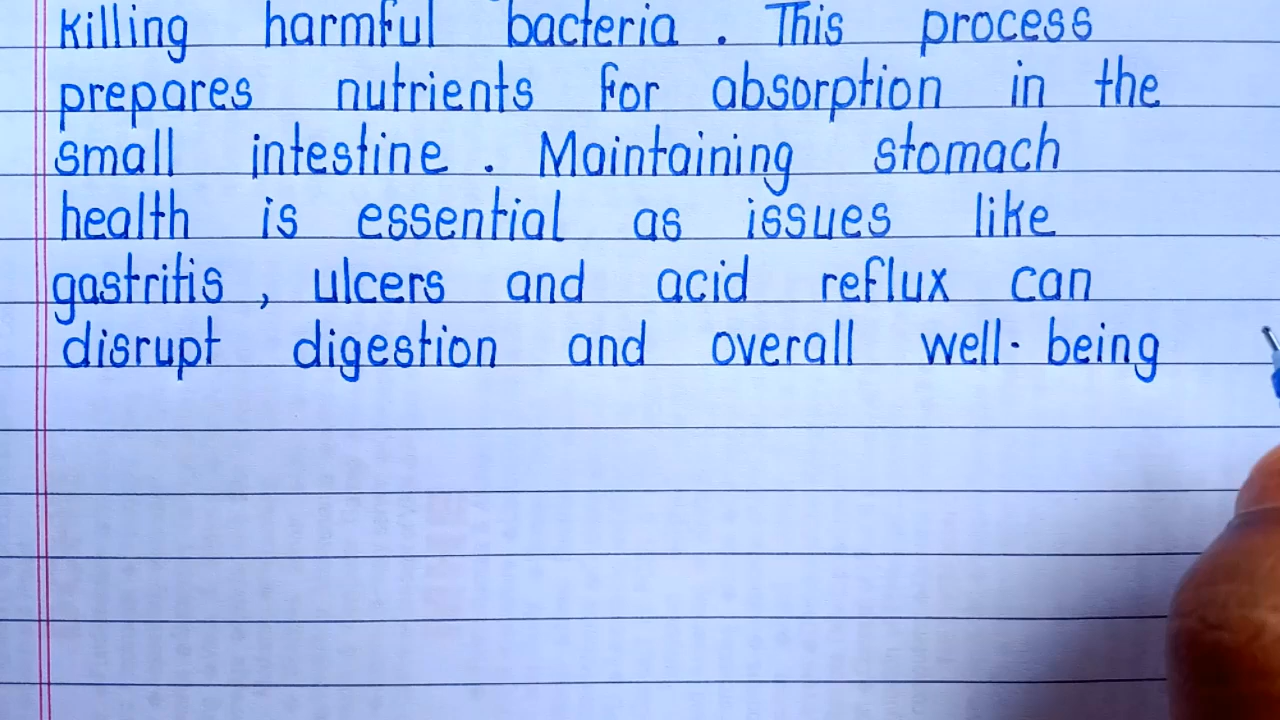 killing harmful bacteria . This process
prepares nutrients for absorption in the
small intestine . Maintaining stomach
health is essential as issues like
gastritis , ulcers and acid reflux can
disrupt digestion and overall well-being